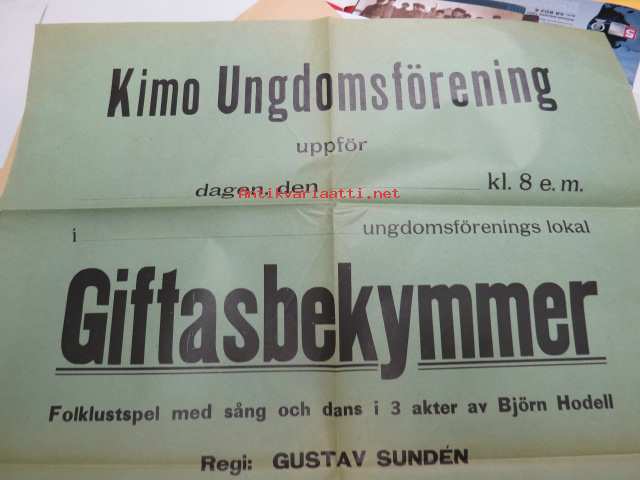 Kimo Ungdomsförening
uppför
dagen, den kl. 8 e. m.
Antikvariaatti.net
i ungdomsförenings lokal
Giftasbekymmer
Folklustspel med sång och dans i 3 akter av Björn Hodell
Regi: GUSTAV SUNDÉN